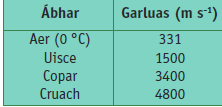 Ábhar Garluas (m s⁻¹)
Aer (0 °C) 331
Uisce 1500
Copar 3400
Cruach 4800